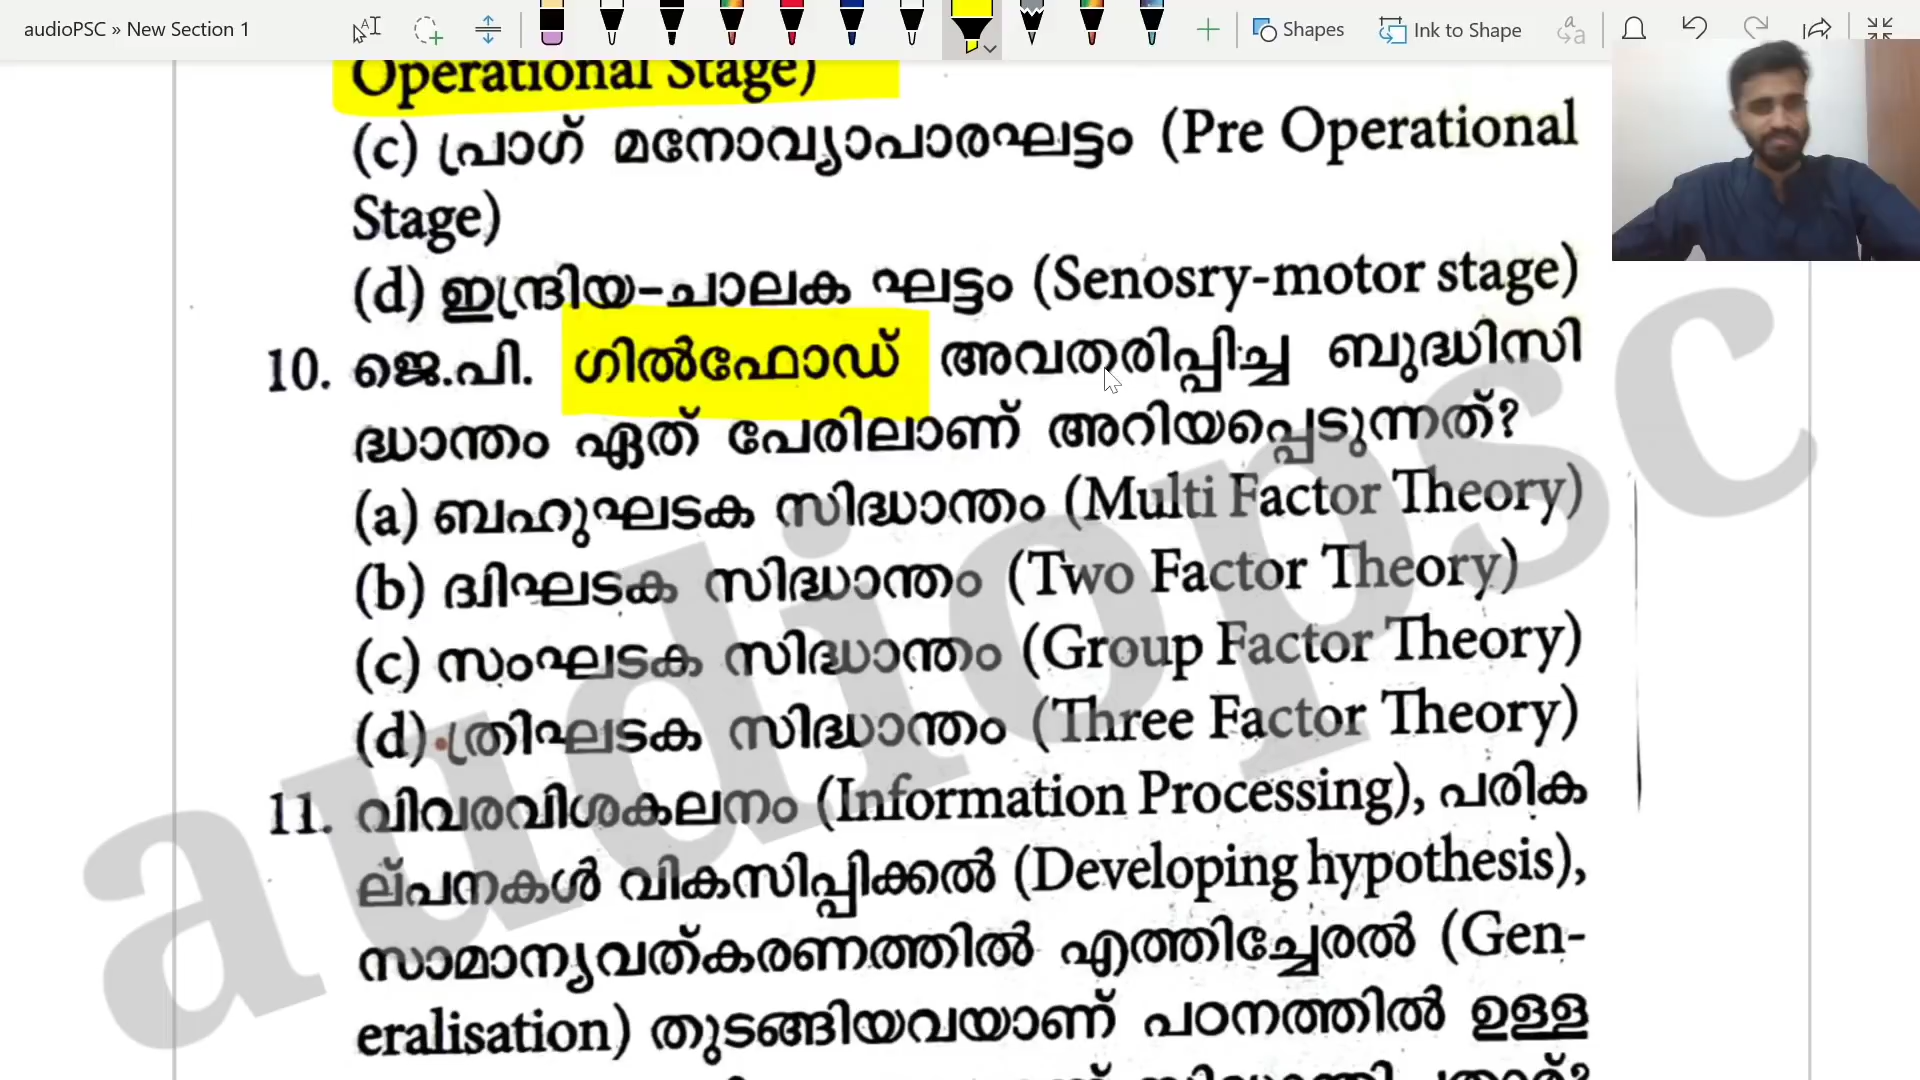 audioPSC » New Section 1
Shapes
Ink to Shape
Operational Stage)
(c) പ്രാഗ് മനോവ്യാപാരഘട്ടം (Pre Operational
Stage)
(d) ഇന്ദ്രിയ-ചാലക ഘട്ടം (Senosry-motor stage)
10. ജെ.പി. ഗിൽഫോഡ് അവതരിപ്പിച്ച ബുദ്ധിസി
ദ്ധാന്തം ഏത് പേരിലാണ് അറിയപ്പെടുന്നത്?
(a) ബഹുഘടക സിദ്ധാന്തം (Multi Factor Theory)
(b) ദ്വിഘടക സിദ്ധാന്തം (Two Factor Theory)
(c) സംഘടക സിദ്ധാന്തം (Group Factor Theory)
(d) ത്രിഘടക സിദ്ധാന്തം (Three Factor Theory)
11. വിവരവിശകലനം (Information Processing), പരിക
ല്പനകൾ വികസിപ്പിക്കൽ (Developing hypothesis),
സാമാന്യവത്കരണത്തിൽ എത്തിച്ചേരൽ (Gen-
eralisation) തുടങ്ങിയവയാണ് പഠനത്തിൽ ഉള്ള
audiopsc